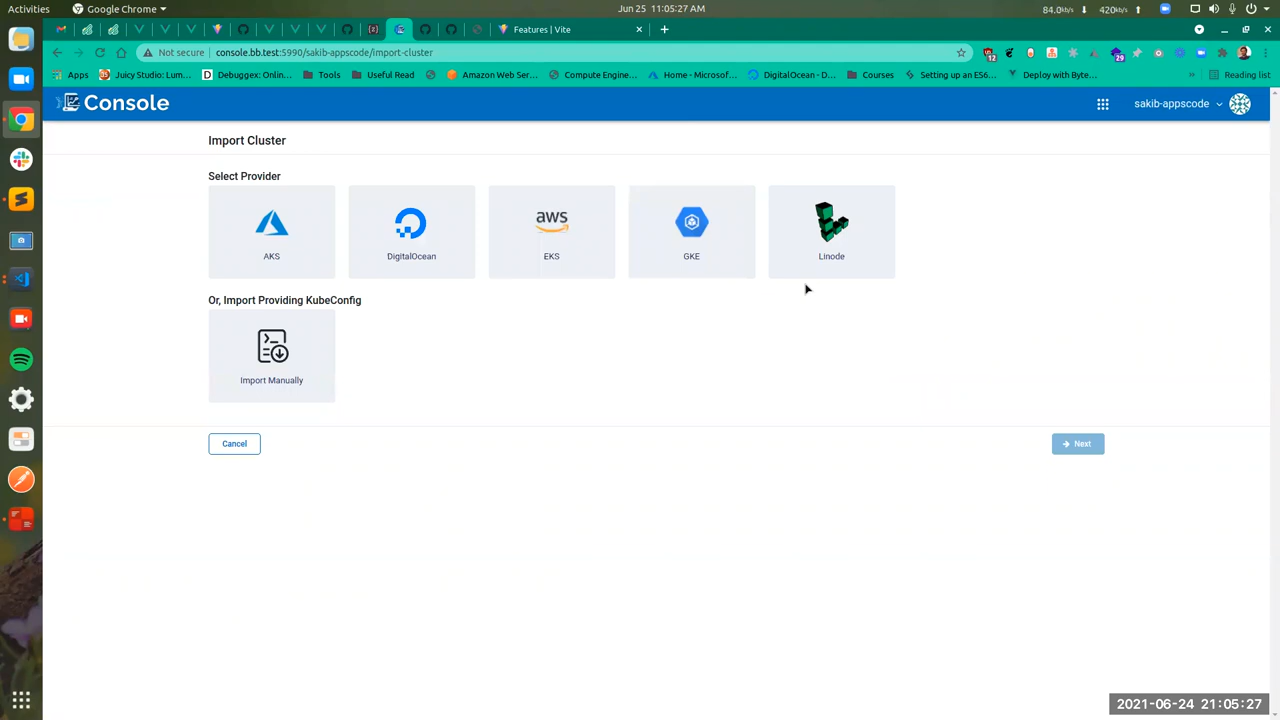 Activities
Google Chrome
Jun 25 11:05:27 AM
84.0㎅/s
420㎅/s
Features | Vite
Not secure
console.bb.test:5990/sakib-appscode/import-cluster
12
29
Apps
Juicy Studio: Lum...
Debuggex: Onlin...
Tools
Useful Read
Amazon Web Ser...
Compute Engine...
Home - Microsof...
DigitalOcean - D...
Courses
Setting up an ES6...
Deploy with Byte...
»
Reading list
Console
sakib-appscode
Import Cluster
Select Provider
AKS
DigitalOcean
aws
EKS
GKE
Linode
Or, Import Providing KubeConfig
Import Manually
Cancel
Next
2021-06-24 21:05:27